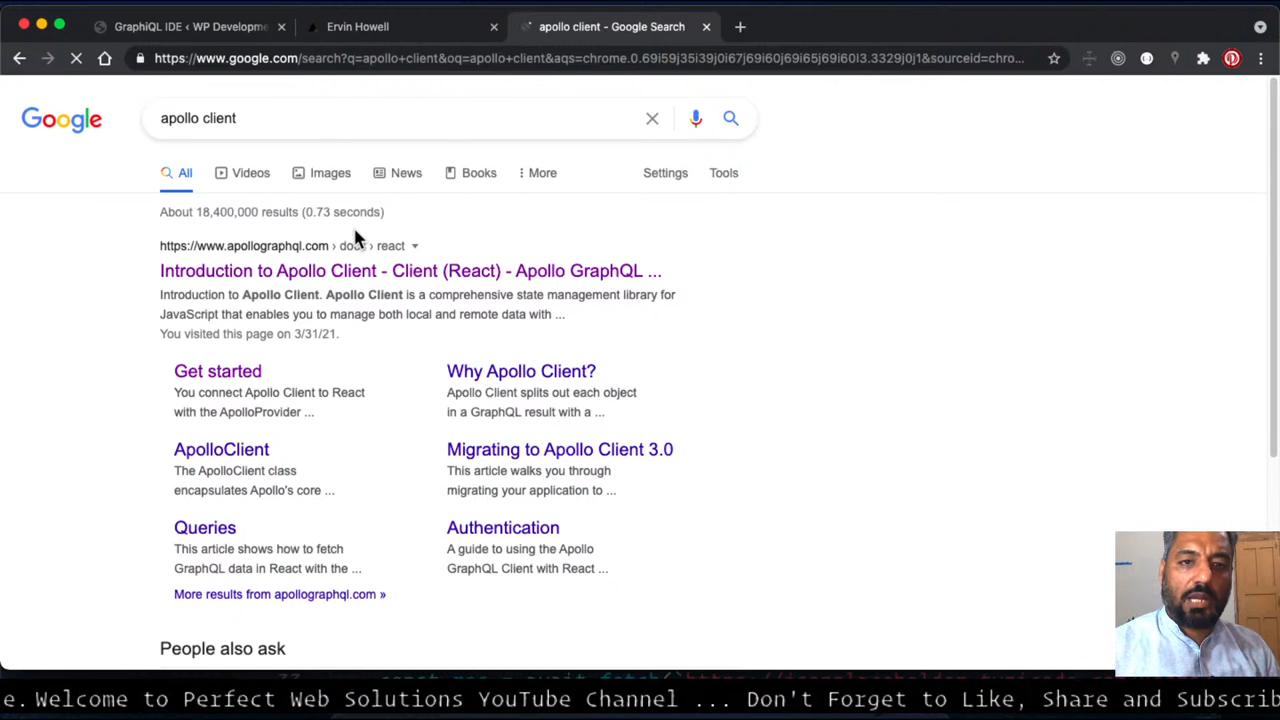 GraphiQL IDE ‹ WP Developme
Ervin Howell
apollo client - Google Search
https://www.google.com/search?q=apollo+client&oq=apollo+client&aqs=chrome.0.69i59j35i39j0i67j69i60j69i65j69i60l3.3329j0j1&sourceid=chro...
Google
apollo client
All
Videos
Images
News
Books
More
Settings
Tools
About 18,400,000 results (0.73 seconds)
https://www.apollographql.com › docs › react
Introduction to Apollo Client - Client (React) - Apollo GraphQL ...
Introduction to Apollo Client. Apollo Client is a comprehensive state management library for
JavaScript that enables you to manage both local and remote data with ...
You visited this page on 3/31/21.
Get started
You connect Apollo Client to React
with the ApolloProvider ...
Why Apollo Client?
Apollo Client splits out each object
in a GraphQL result with a ...
ApolloClient
The ApolloClient class
encapsulates Apollo's core ...
Migrating to Apollo Client 3.0
This article walks you through
migrating your application to ...
Queries
This article shows how to fetch
GraphQL data in React with the ...
Authentication
A guide to using the Apollo
GraphQL Client with React ...
More results from apollographql.com »
People also ask
e. Welcome to Perfect Web Solutions YouTube Channel ... Don't Forget to Like, Share and Subscrib